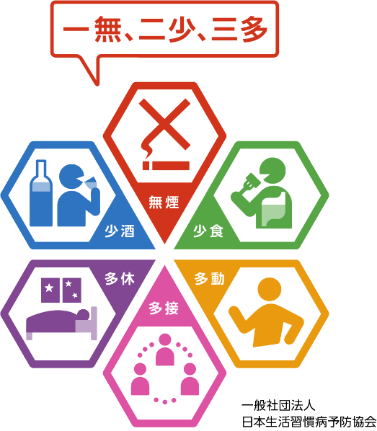 一無、二少、三多
無煙
少酒
少食
多休
多動
多接
一般社団法人
日本生活習慣病予防協会